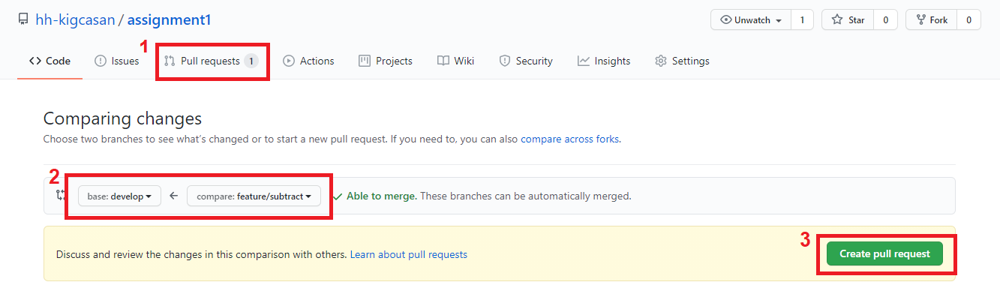 hh-kigcasan / assignment1
Unwatch 1 Star 0 Fork 0
1
Code Issues Pull requests 1 Actions Projects Wiki Security Insights Settings
Comparing changes
Choose two branches to see what's changed or to start a new pull request. If you need to, you can also compare across forks.
2
base: develop compare: feature/subtract Able to merge. These branches can be automatically merged.
3
Discuss and review the changes in this comparison with others. Learn about pull requests Create pull request